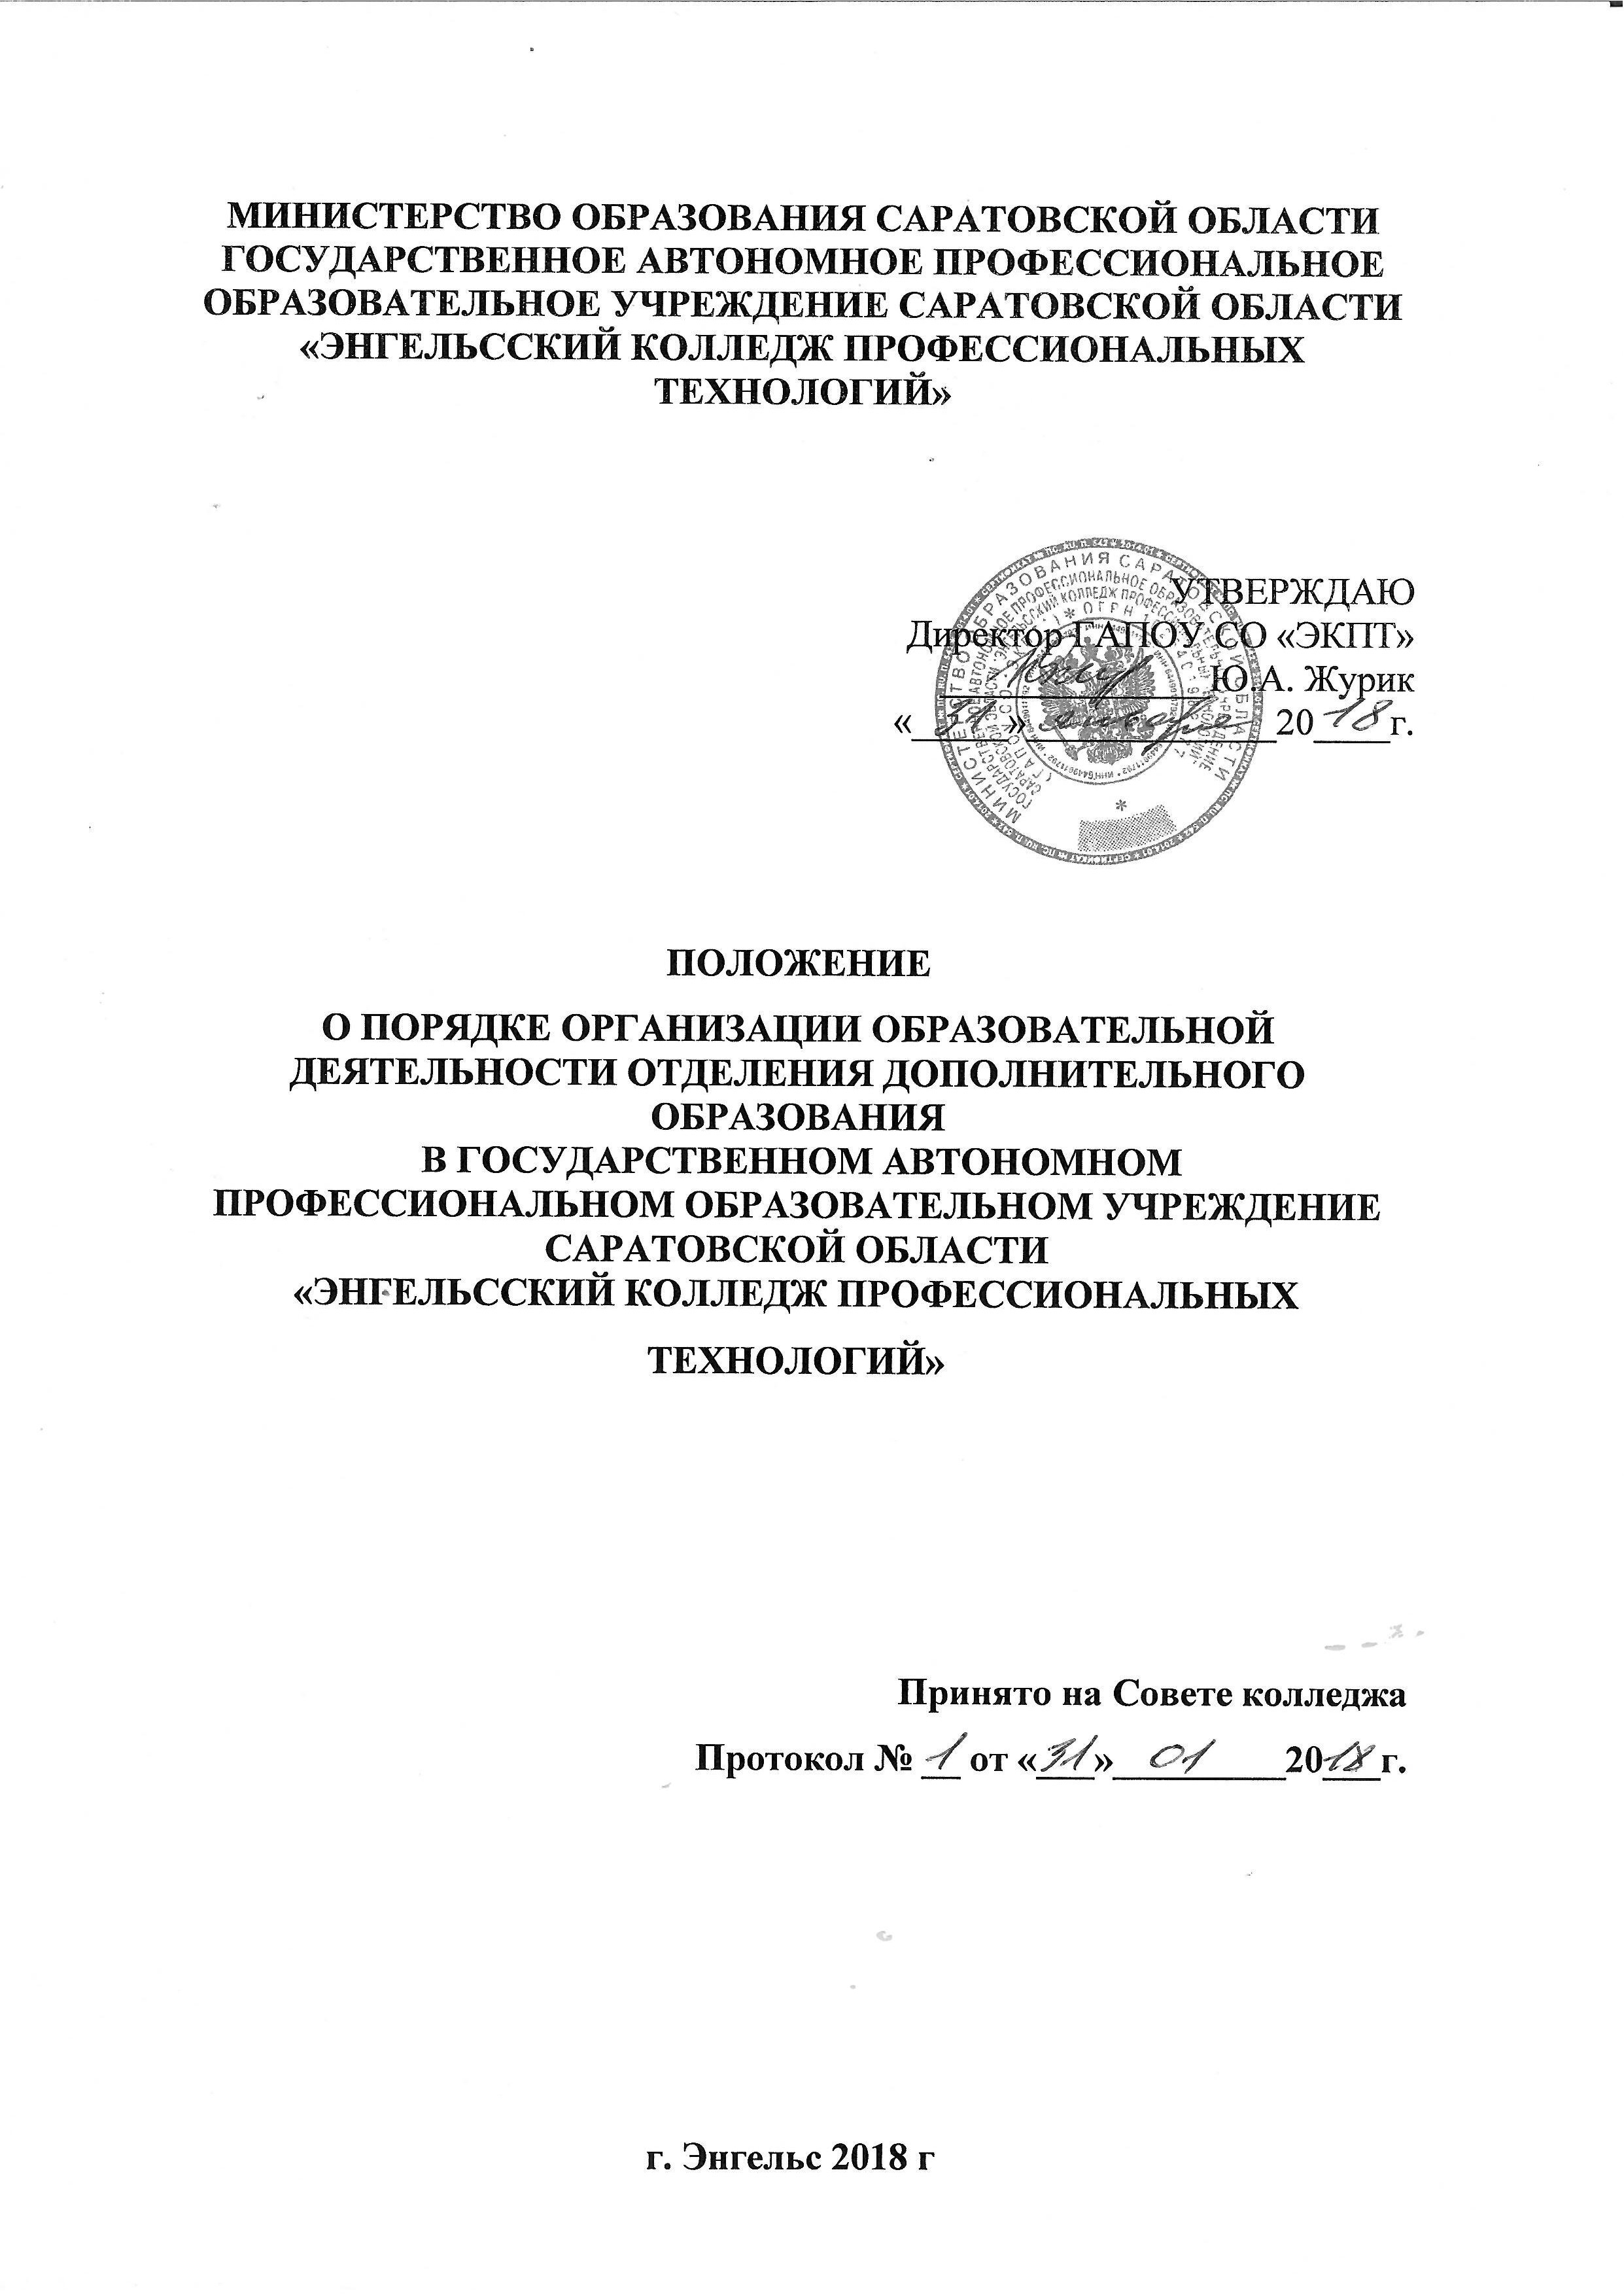 МИНИСТЕРСТВО ОБРАЗОВАНИЯ САРАТОВСКОЙ ОБЛАСТИ
ГОСУДАРСТВЕННОЕ АВТОНОМНОЕ ПРОФЕССИОНАЛЬНОЕ
ОБРАЗОВАТЕЛЬНОЕ УЧРЕЖДЕНИЕ САРАТОВСКОЙ ОБЛАСТИ
«ЭНГЕЛЬССКИЙ КОЛЛЕДЖ ПРОФЕССИОНАЛЬНЫХ
ТЕХНОЛОГИЙ»
УТВЕРЖДАЮ
Директор ГАПОУ СО «ЭКПТ»
Ю.А. Журик
«31» января 2018 г.
ПОЛОЖЕНИЕ
О ПОРЯДКЕ ОРГАНИЗАЦИИ ОБРАЗОВАТЕЛЬНОЙ
ДЕЯТЕЛЬНОСТИ ОТДЕЛЕНИЯ ДОПОЛНИТЕЛЬНОГО
ОБРАЗОВАНИЯ
В ГОСУДАРСТВЕННОМ АВТОНОМНОМ
ПРОФЕССИОНАЛЬНОМ ОБРАЗОВАТЕЛЬНОМ УЧРЕЖДЕНИЕ
САРАТОВСКОЙ ОБЛАСТИ
«ЭНГЕЛЬССКИЙ КОЛЛЕДЖ ПРОФЕССИОНАЛЬНЫХ
ТЕХНОЛОГИЙ»
Принято на Совете колледжа
Протокол № 1 от «31» 01 2018 г.
г. Энгельс 2018 г